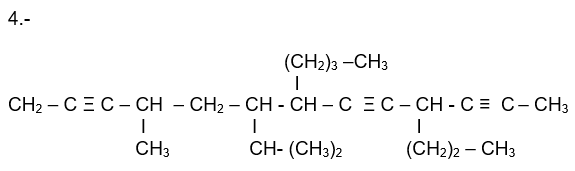 4.-
(CH₂)₃ –CH₃
CH₂ – C Ξ C – CH – CH₂ – CH - CH – C Ξ C – CH - C ≡ C – CH₃
CH₃ CH- (CH₃)₂ (CH₂)₂ – CH₃